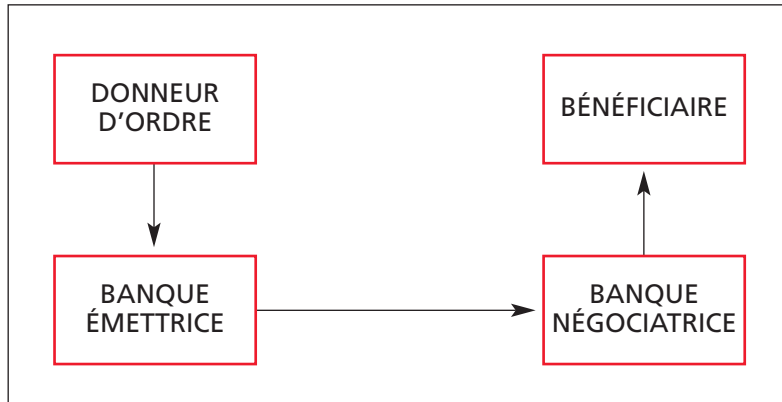 DONNEUR
D'ORDRE
BÉNÉFICIAIRE
BANQUE
ÉMETTRICE
BANQUE
NÉGOCIATRICE